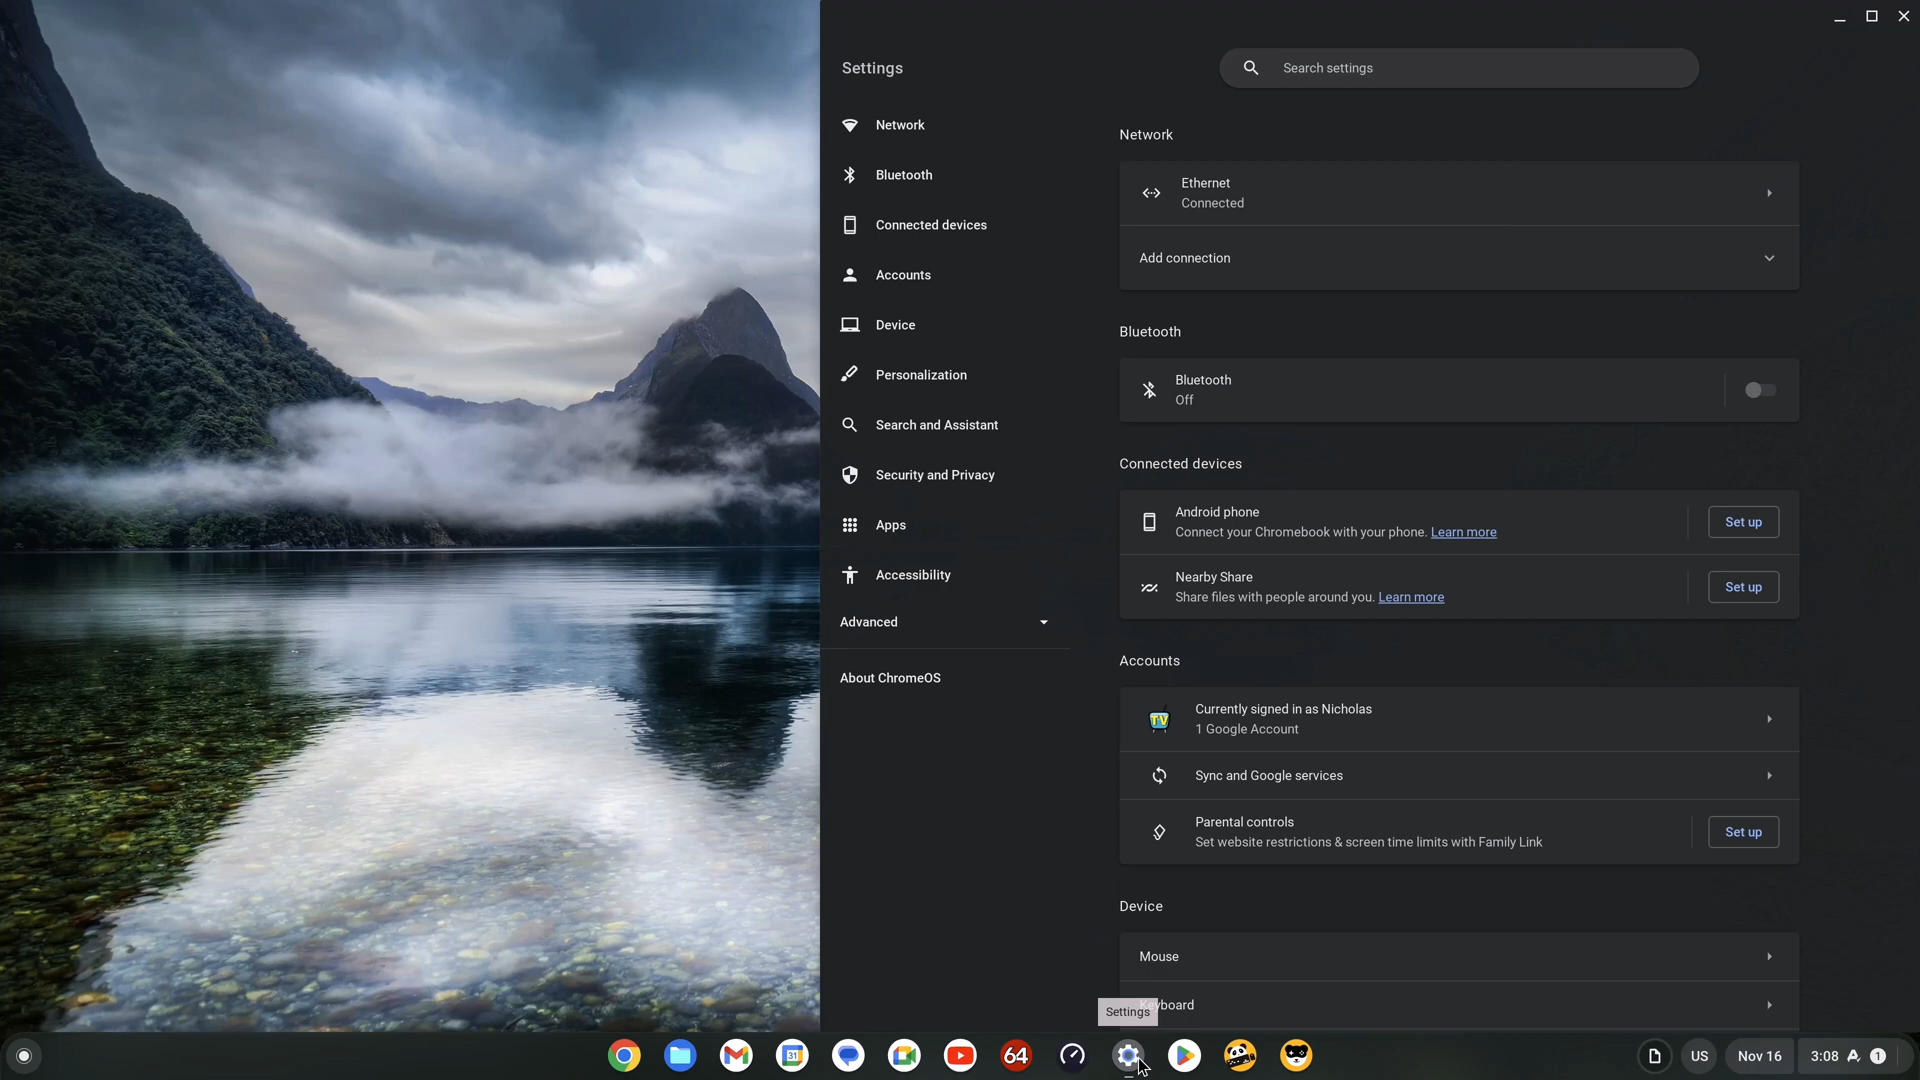 Settings
Search settings
Network
Bluetooth
Connected devices
Accounts
Device
Personalization
Search and Assistant
Security and Privacy
Apps
Accessibility
Advanced
About ChromeOS
Network
Ethernet
Connected
Add connection
Bluetooth
Bluetooth
Off
Connected devices
Android phone
Connect your Chromebook with your phone. Learn more
Set up
Nearby Share
Share files with people around you. Learn more
Set up
Accounts
TV
Currently signed in as Nicholas
1 Google Account
Sync and Google services
Parental controls
Set website restrictions & screen time limits with Family Link
Set up
Device
Mouse
Keyboard
Settings
31
64
US
Nov 16
3:08
1